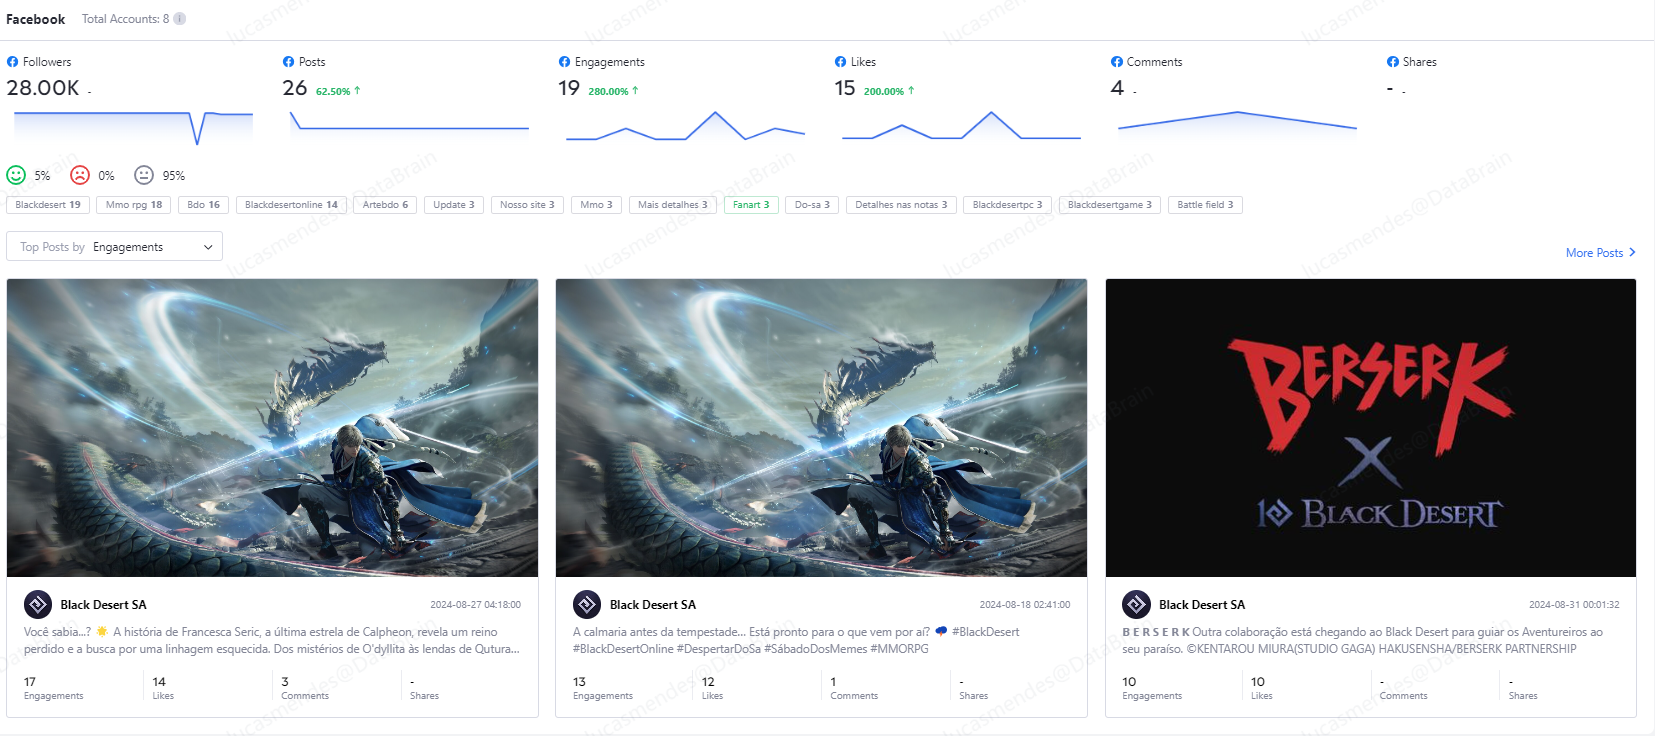 Facebook Total Accounts: 8
Followers Posts Engagements Likes Comments Shares
28.00K - 26 62.50% ↑ 19 280.00% ↑ 15 200.00% ↑ 4 - - -
5% 0% 95%
Blackdesert 19 Mmo rpg 18 Bdo 16 Blackdesertonline 14 Artebdo 6 Update 3 Nosso site 3 Mmo 3 Mais detalhes 3 Fanart 3 Do-sa 3 Detalhes nas notas 3 Blackdesertpc 3 Blackdesertgame 3 Battle field 3
Top Posts by Engagements
More Posts >
BERSERK
X
10 BLACK DESERT
Black Desert SA 2024-08-27 04:18:00
Você sabia...? 🌟 A história de Francesca Seric, a última estrela de Calpheon, revela um reino
perdido e a busca por uma linhagem esquecida. Dos mistérios de O'dyllita às lendas de Qutura...
17 14 3 -
Engagements Likes Comments Shares
Black Desert SA 2024-08-18 02:41:00
A calmaria antes da tempestade... Está pronto para o que vem por aí? 🌩 #BlackDesert
#BlackDesertOnline #DespertarDoSa #SábadoDosMemes #MMORPG
13 12 1 -
Engagements Likes Comments Shares
Black Desert SA 2024-08-31 00:01:32
𝗕 𝗘 𝗥 𝗦 𝗘 𝗥 𝗞 Outra colaboração está chegando ao Black Desert para guiar os Aventureiros ao
seu paraíso. ©KENTAROU MIURA(STUDIO GAGA) HAKUSENSHA/BERSERK PARTNERSHIP
10 10 - -
Engagements Likes Comments Shares
lucasmendes@DataBrain